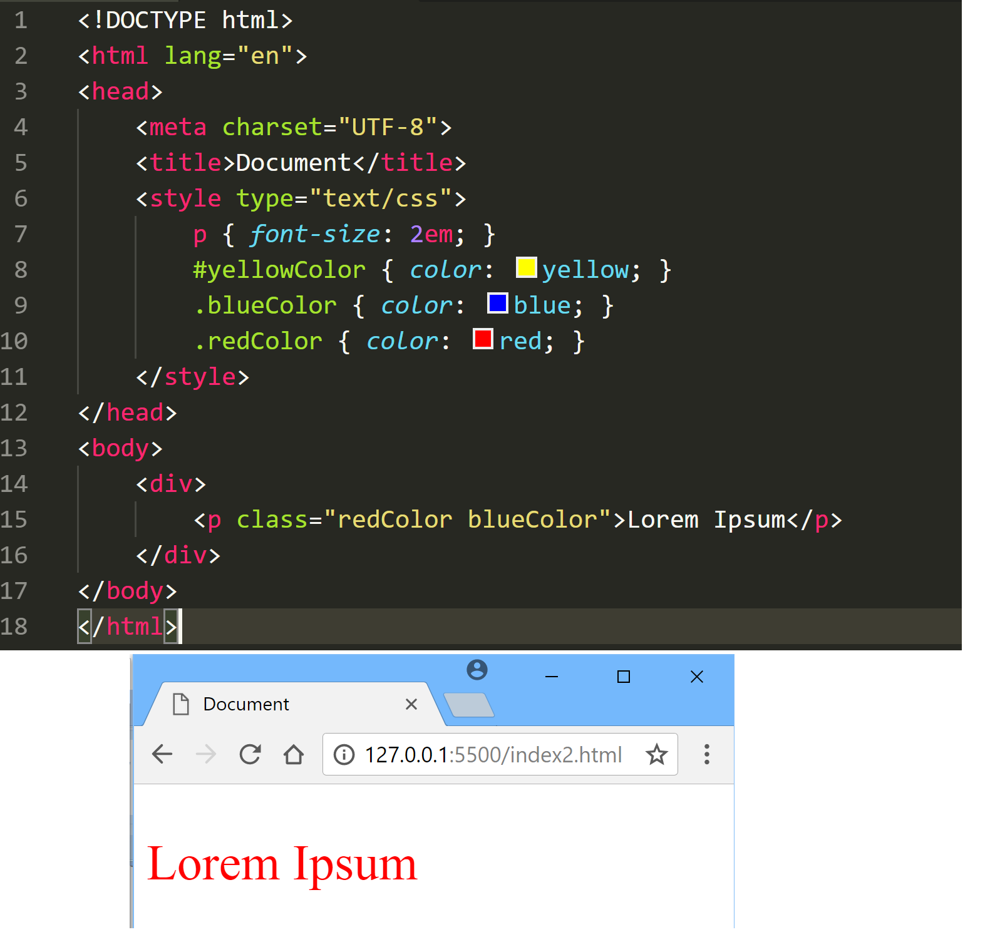 1 <!DOCTYPE html>
2 <html lang="en">
3 <head>
4 <meta charset="UTF-8">
5 <title>Document</title>
6 <style type="text/css">
7 p { font-size: 2em; }
8 #yellowColor { color: yellow; }
9 .blueColor { color: blue; }
10 .redColor { color: red; }
11 </style>
12 </head>
13 <body>
14 <div>
15 <p class="redColor blueColor">Lorem Ipsum</p>
16 </div>
17 </body>
18 </html>
Document
127.0.0.1:5500/index2.html
Lorem Ipsum